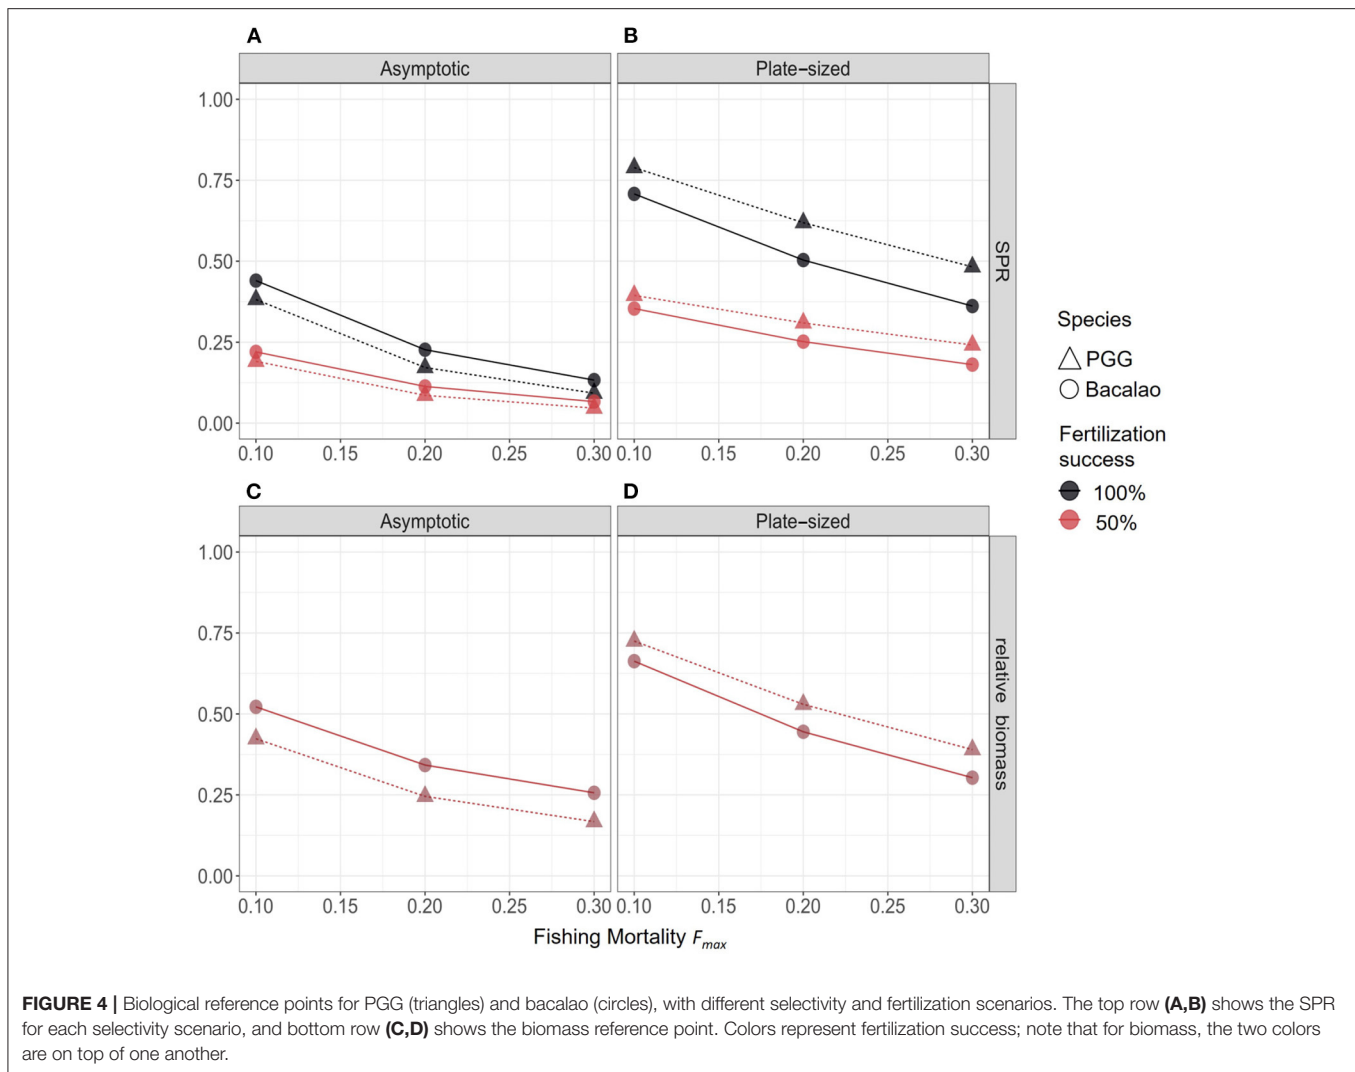 A
B
Asymptotic
Plate-sized
1.00
0.75
0.50
0.25
0.00
SPR
0.10 0.15 0.20 0.25 0.30
0.10 0.15 0.20 0.25 0.30
C
D
Asymptotic
Plate-sized
1.00
0.75
0.50
0.25
0.00
relative biomass
0.10 0.15 0.20 0.25 0.30
0.10 0.15 0.20 0.25 0.30
Fishing Mortality Fmax
Species
PGG
Bacalao
Fertilization
success
100%
50%
FIGURE 4 | Biological reference points for PGG (triangles) and bacalao (circles), with different selectivity and fertilization scenarios. The top row (A,B) shows the SPR
for each selectivity scenario, and bottom row (C,D) shows the biomass reference point. Colors represent fertilization success; note that for biomass, the two colors
are on top of one another.